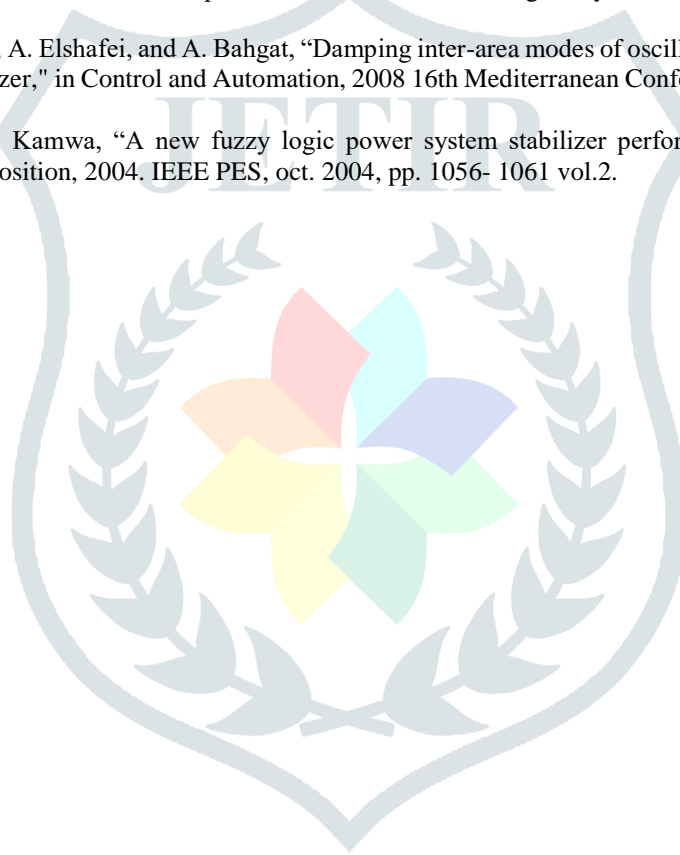 , A. Elshafei, and A. Bahgat, “Damping inter-area modes of oscill
zer," in Control and Automation, 2008 16th Mediterranean Confe
Kamwa, “A new fuzzy logic power system stabilizer perfor
osition, 2004. IEEE PES, oct. 2004, pp. 1056- 1061 vol.2.
JETIR